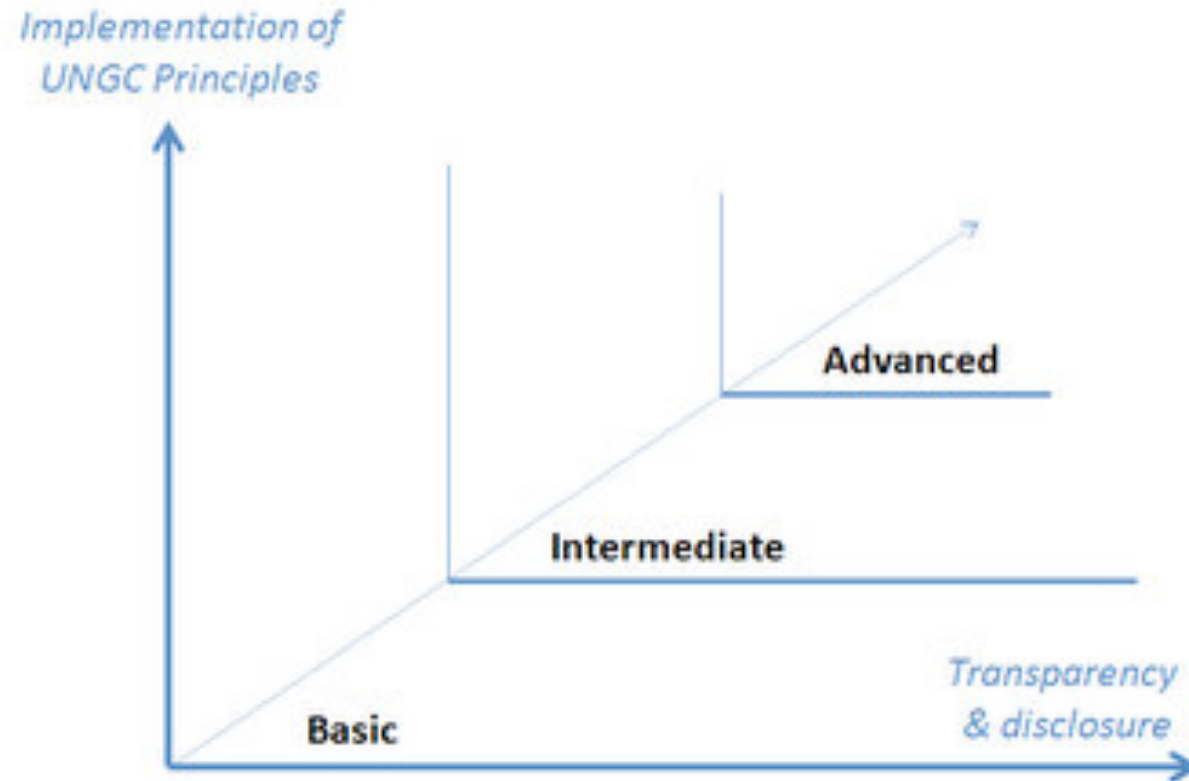 Implementation of
UNGC Principles
Advanced
Intermediate
Transparency
& disclosure
Basic